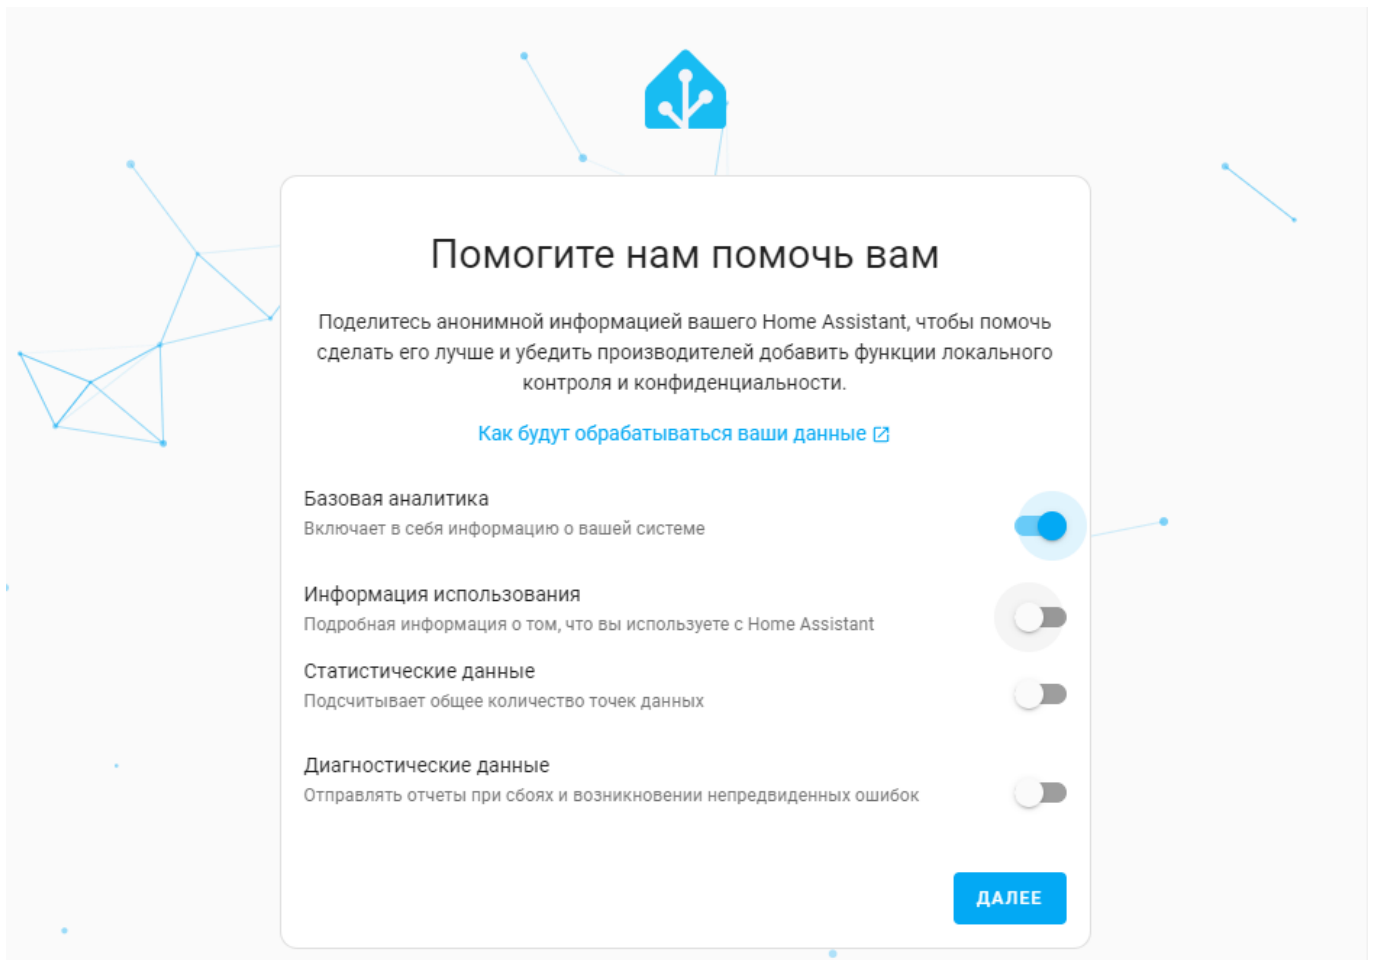 Помогите нам помочь вам
Поделитесь анонимной информацией вашего Home Assistant, чтобы помочь
сделать его лучше и убедить производителей добавить функции локального
контроля и конфиденциальности.
Как будут обрабатываться ваши данные
Базовая аналитика
Включает в себя информацию о вашей системе
Информация использования
Подробная информация о том, что вы используете с Home Assistant
Статистические данные
Подсчитывает общее количество точек данных
Диагностические данные
Отправлять отчеты при сбоях и возникновении непредвиденных ошибок
ДАЛЕЕ